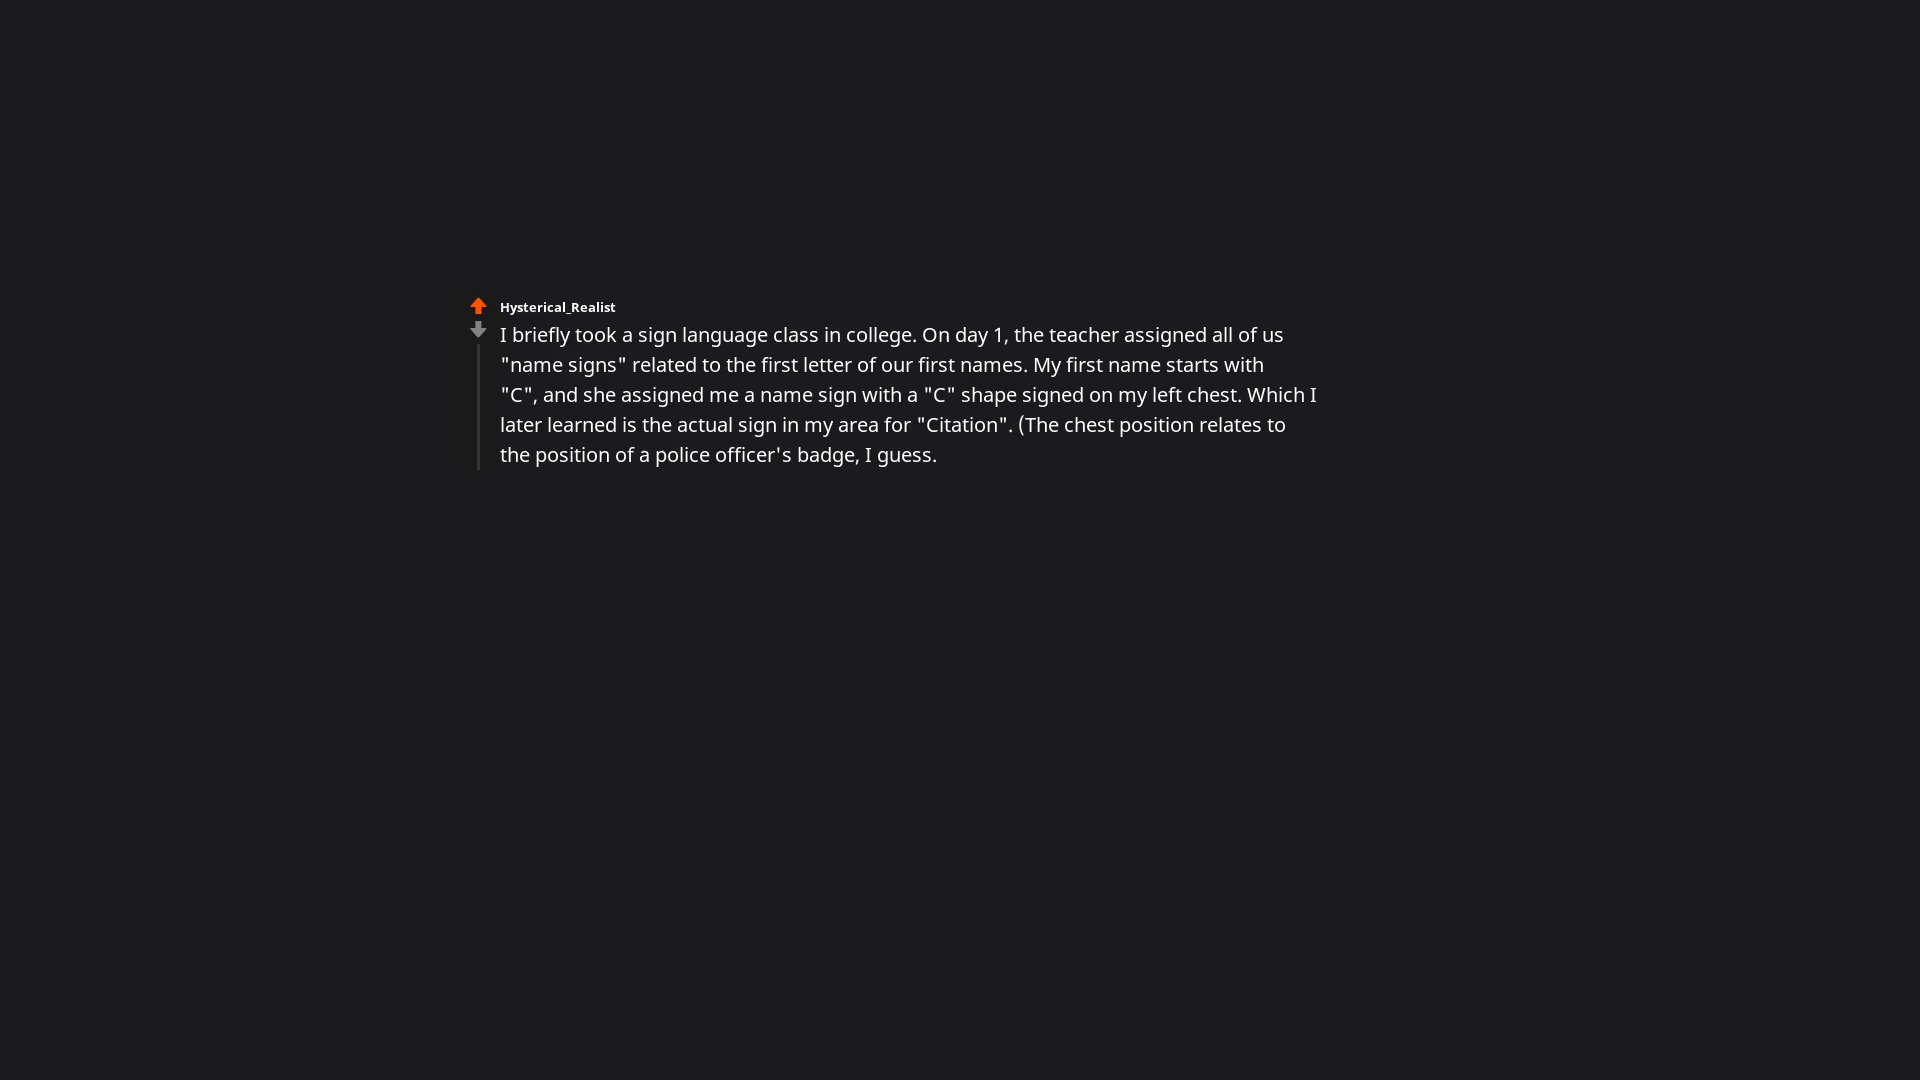 Hysterical_Realist
I briefly took a sign language class in college. On day 1, the teacher assigned all of us
"name signs" related to the first letter of our first names. My first name starts with
"C", and she assigned me a name sign with a "C" shape signed on my left chest. Which I
later learned is the actual sign in my area for "Citation". (The chest position relates to
the position of a police officer's badge, I guess.